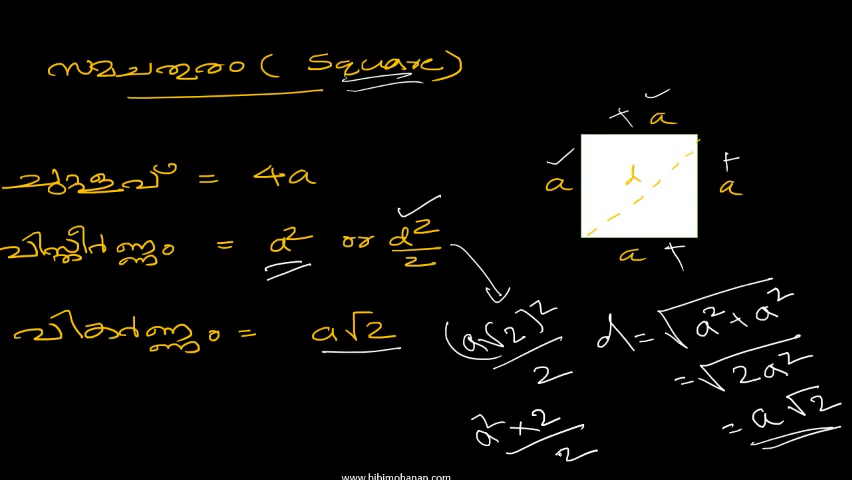 സമചതുരം ( Square )
ചുറ്റളവ് = 4a
വിസ്തീർണ്ണം = a² or d²/2
വികർണ്ണം = a√2
a
a
d
a
a
(a√2)²/2
a² × 2/2
d = √a² + a²
= √2a²
= a√2
www.bibimohanan.com